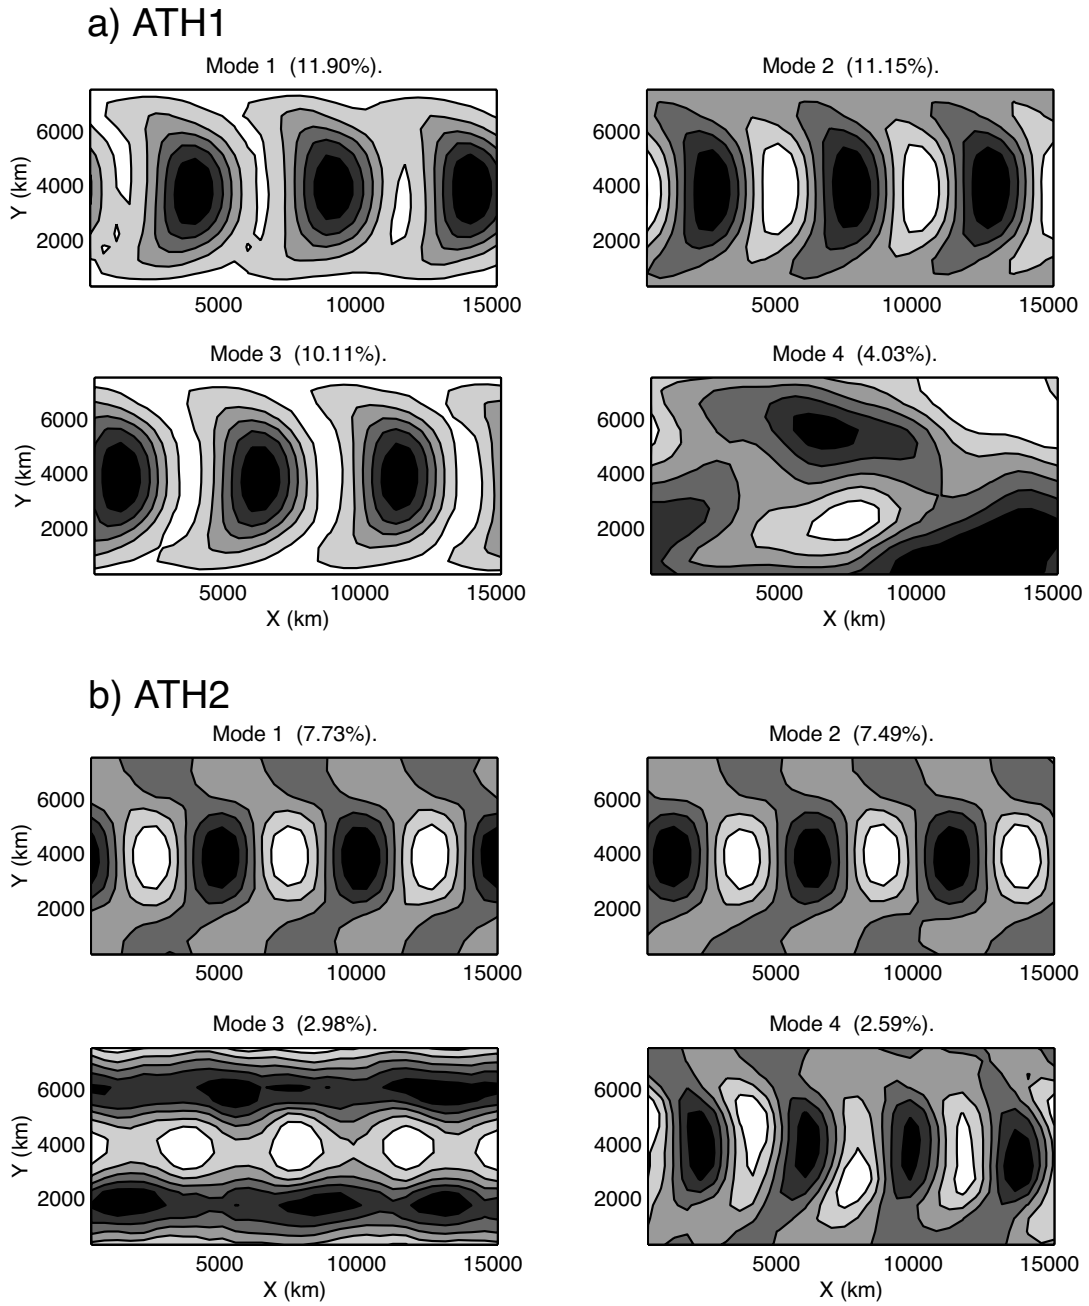 a) ATH1
Mode 1 (11.90%).
Mode 2 (11.15%).
Y (km)
6000
4000
2000
6000
4000
2000
5000 10000 15000
5000 10000 15000
Mode 3 (10.11%).
Mode 4 (4.03%).
Y (km)
6000
4000
2000
6000
4000
2000
5000 10000 15000
5000 10000 15000
X (km)
X (km)
b) ATH2
Mode 1 (7.73%).
Mode 2 (7.49%).
Y (km)
6000
4000
2000
6000
4000
2000
5000 10000 15000
5000 10000 15000
Mode 3 (2.98%).
Mode 4 (2.59%).
Y (km)
6000
4000
2000
6000
4000
2000
5000 10000 15000
5000 10000 15000
X (km)
X (km)